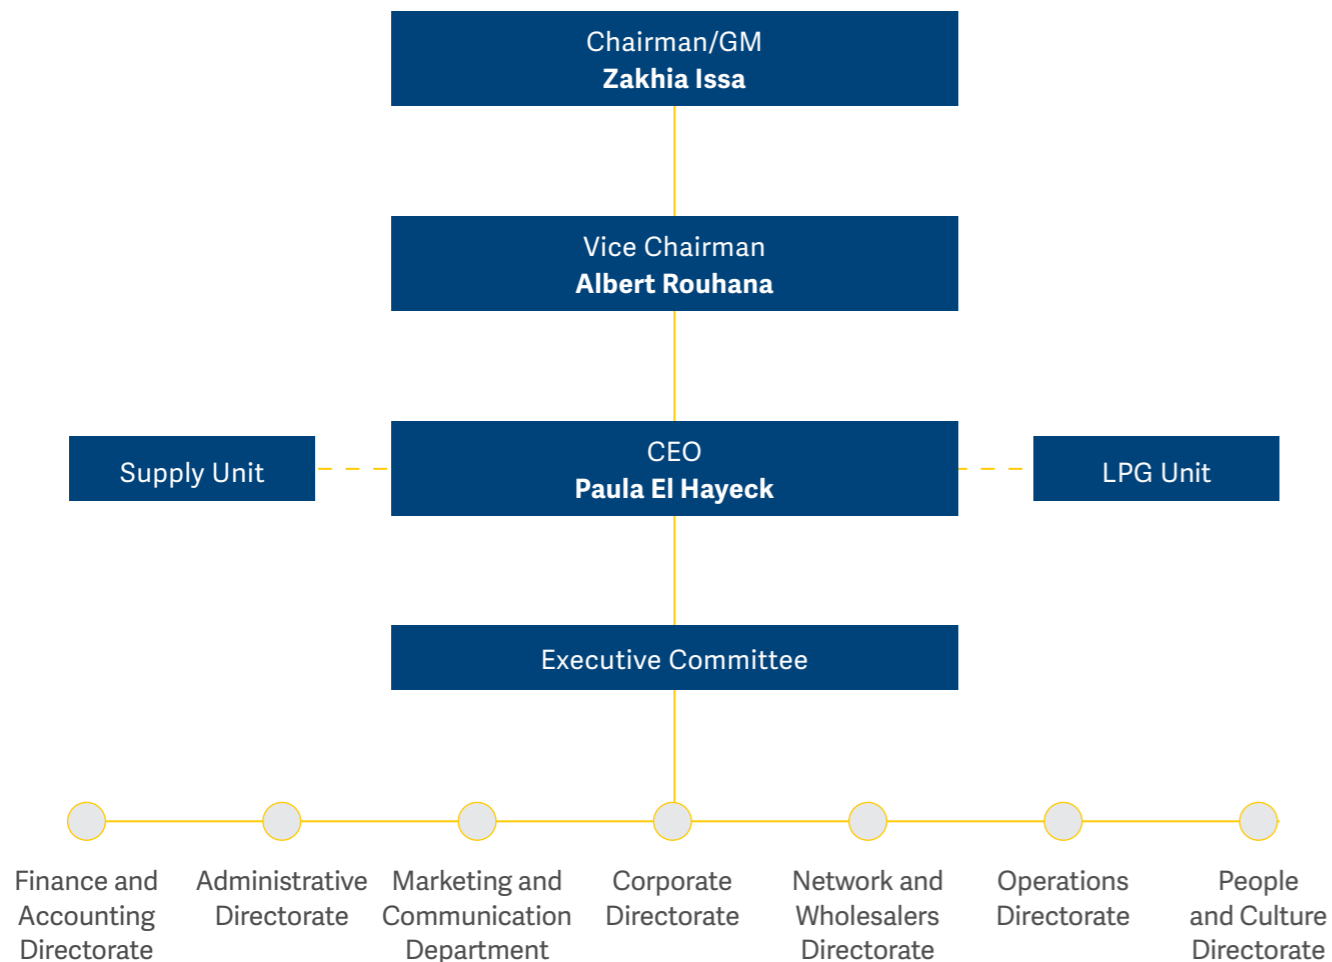 Chairman/GM
Zakhia Issa
Vice Chairman
Albert Rouhana
Supply Unit
CEO
Paula El Hayeck
LPG Unit
Executive Committee
Finance and
Accounting
Directorate
Administrative
Directorate
Marketing and
Communication
Department
Corporate
Directorate
Network and
Wholesalers
Directorate
Operations
Directorate
People
and Culture
Directorate